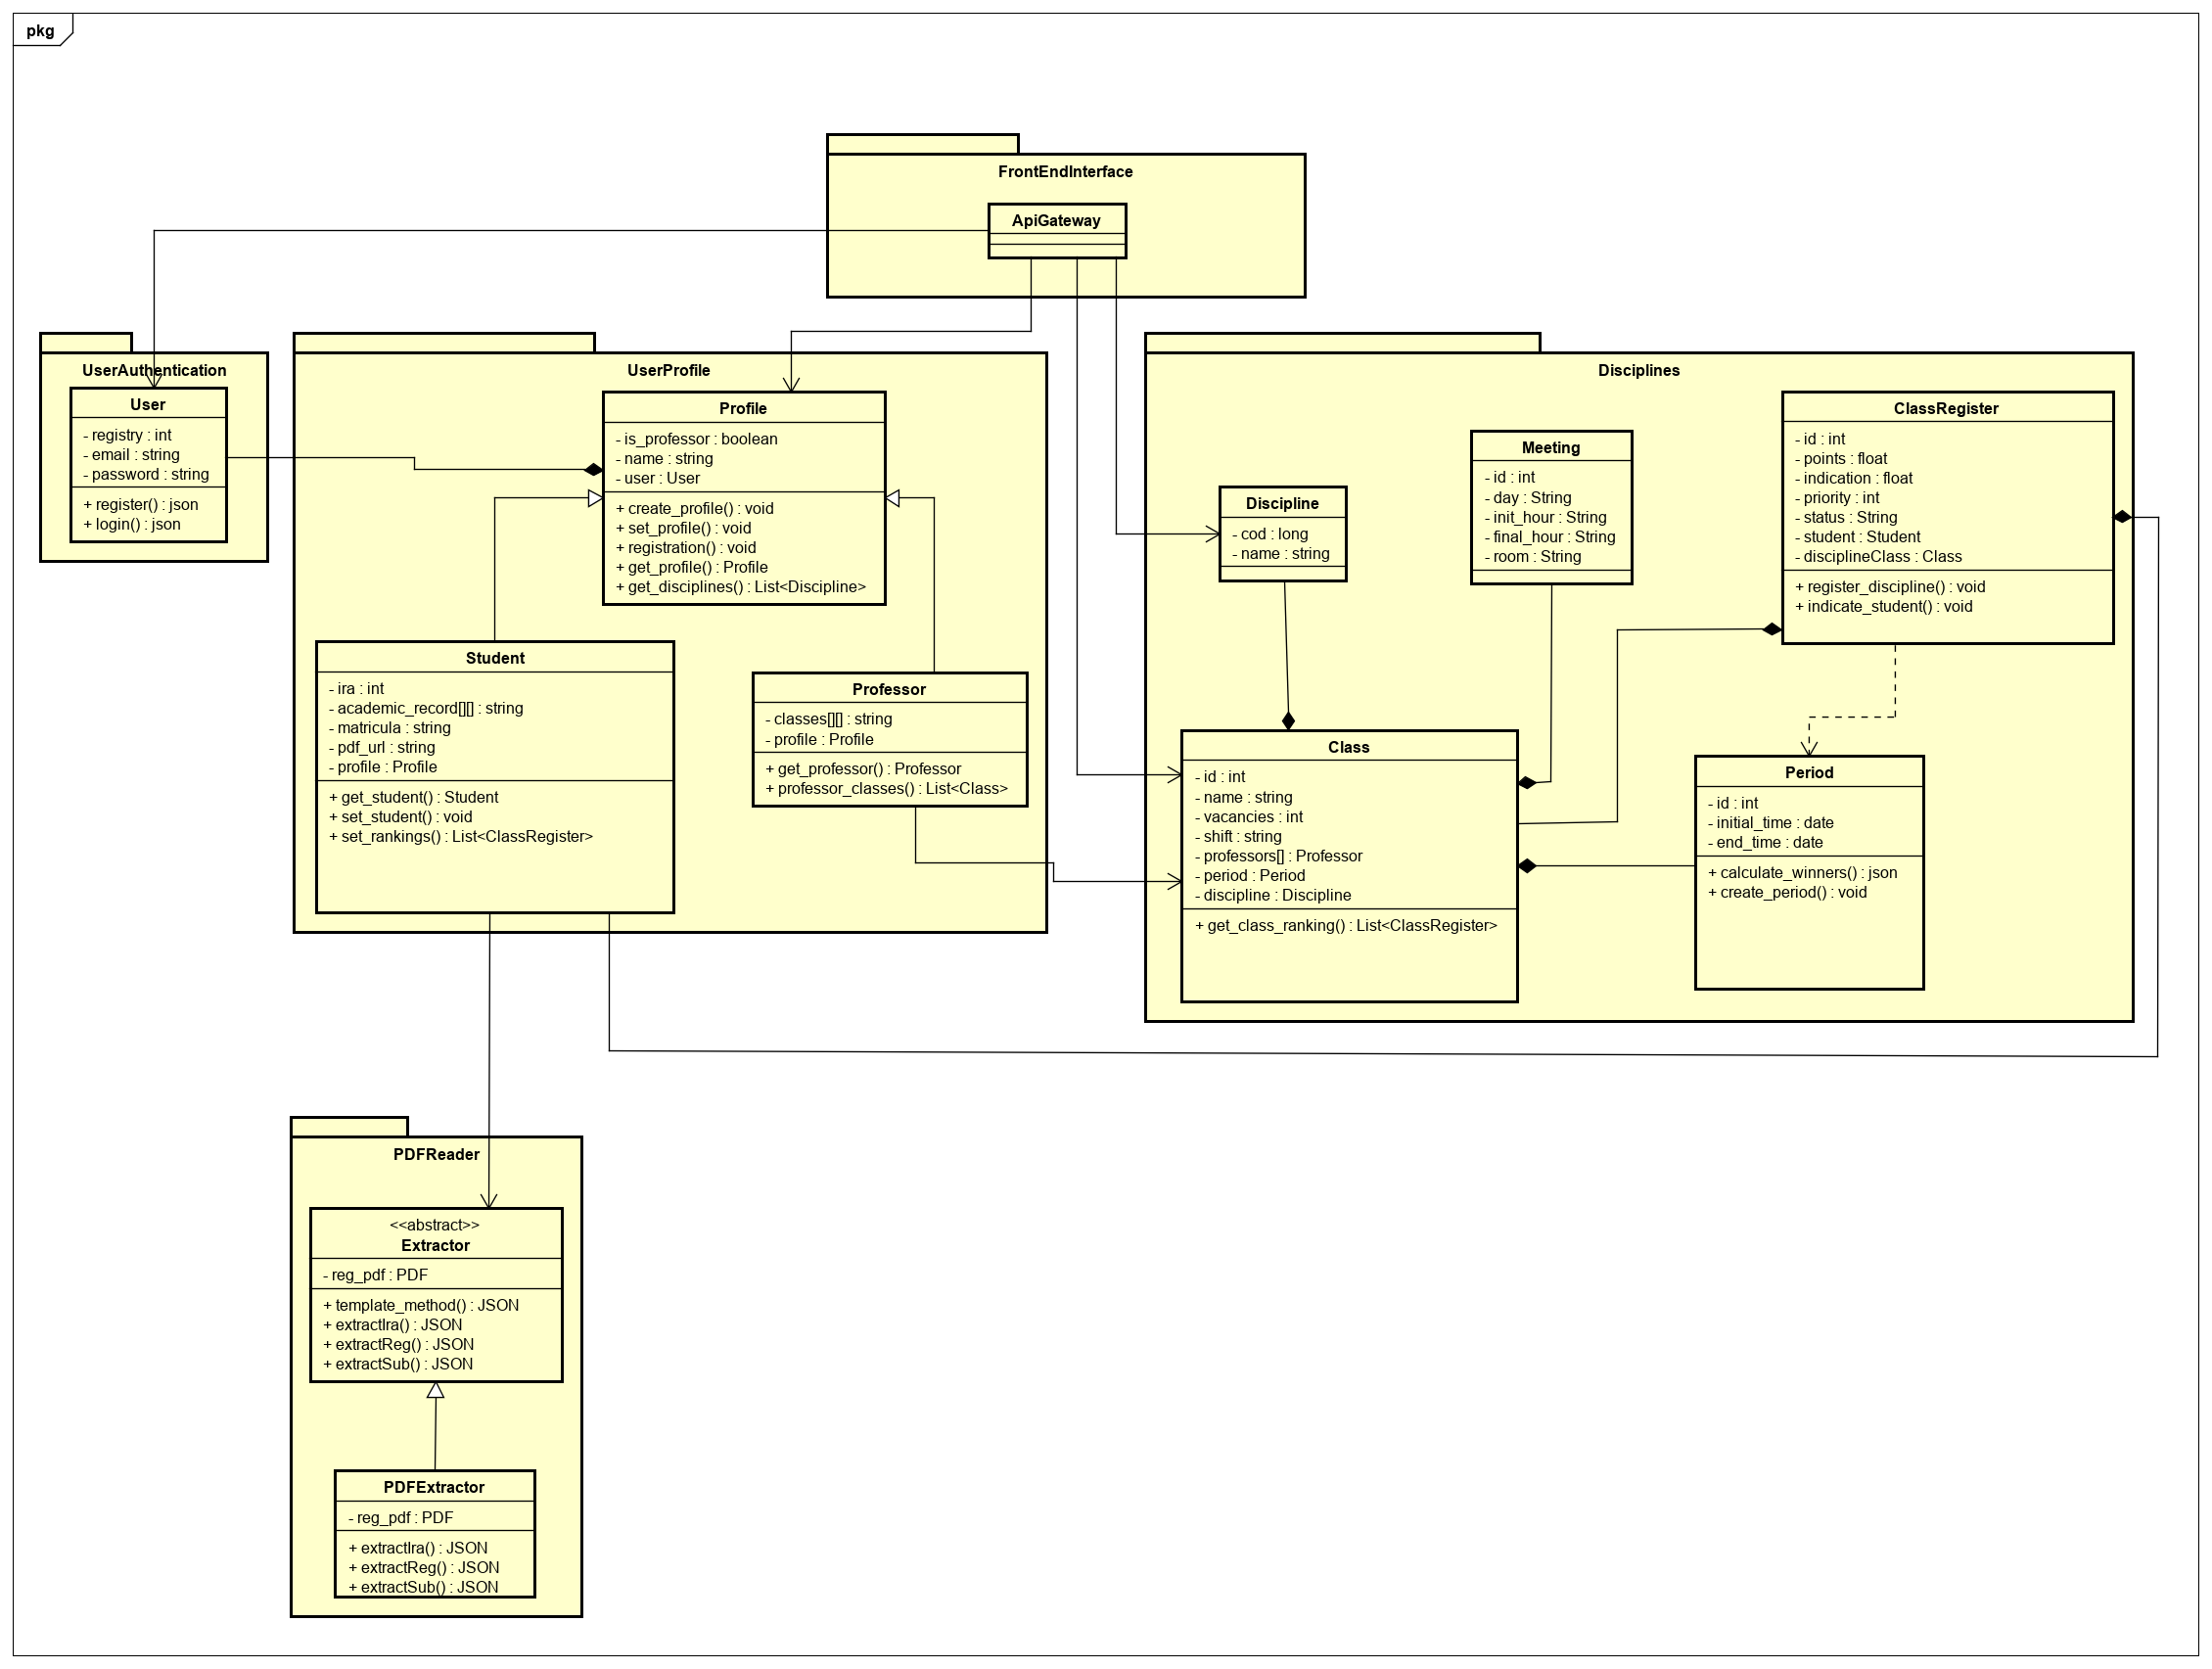 pkg
FrontEndInterface
ApiGateway
UserAuthentication
User
- registry : int
- email : string
- password : string
+ register() : json
+ login() : json
UserProfile
Profile
- is_professor : boolean
- name : string
- user : User
+ create_profile() : void
+ set_profile() : void
+ registration() : void
+ get_profile() : Profile
+ get_disciplines() : List<Discipline>
Student
- ira : int
- academic_record[][] : string
- matricula : string
- pdf_url : string
- profile : Profile
+ get_student() : Student
+ set_student() : void
+ set_rankings() : List<ClassRegister>
Professor
- classes[][] : string
- profile : Profile
+ get_professor() : Professor
+ professor_classes() : List<Class>
Disciplines
Discipline
- cod : long
- name : string
Meeting
- id : int
- day : String
- init_hour : String
- final_hour : String
- room : String
ClassRegister
- id : int
- points : float
- indication : float
- priority : int
- status : String
- student : Student
- disciplineClass : Class
+ register_discipline() : void
+ indicate_student() : void
Class
- id : int
- name : string
- vacancies : int
- shift : string
- professors[] : Professor
- period : Period
- discipline : Discipline
+ get_class_ranking() : List<ClassRegister>
Period
- id : int
- initial_time : date
- end_time : date
+ calculate_winners() : json
+ create_period() : void
PDFReader
<<abstract>>
Extractor
- reg_pdf : PDF
+ template_method() : JSON
+ extractIra() : JSON
+ extractReg() : JSON
+ extractSub() : JSON
PDFExtractor
- reg_pdf : PDF
+ extractIra() : JSON
+ extractReg() : JSON
+ extractSub() : JSON